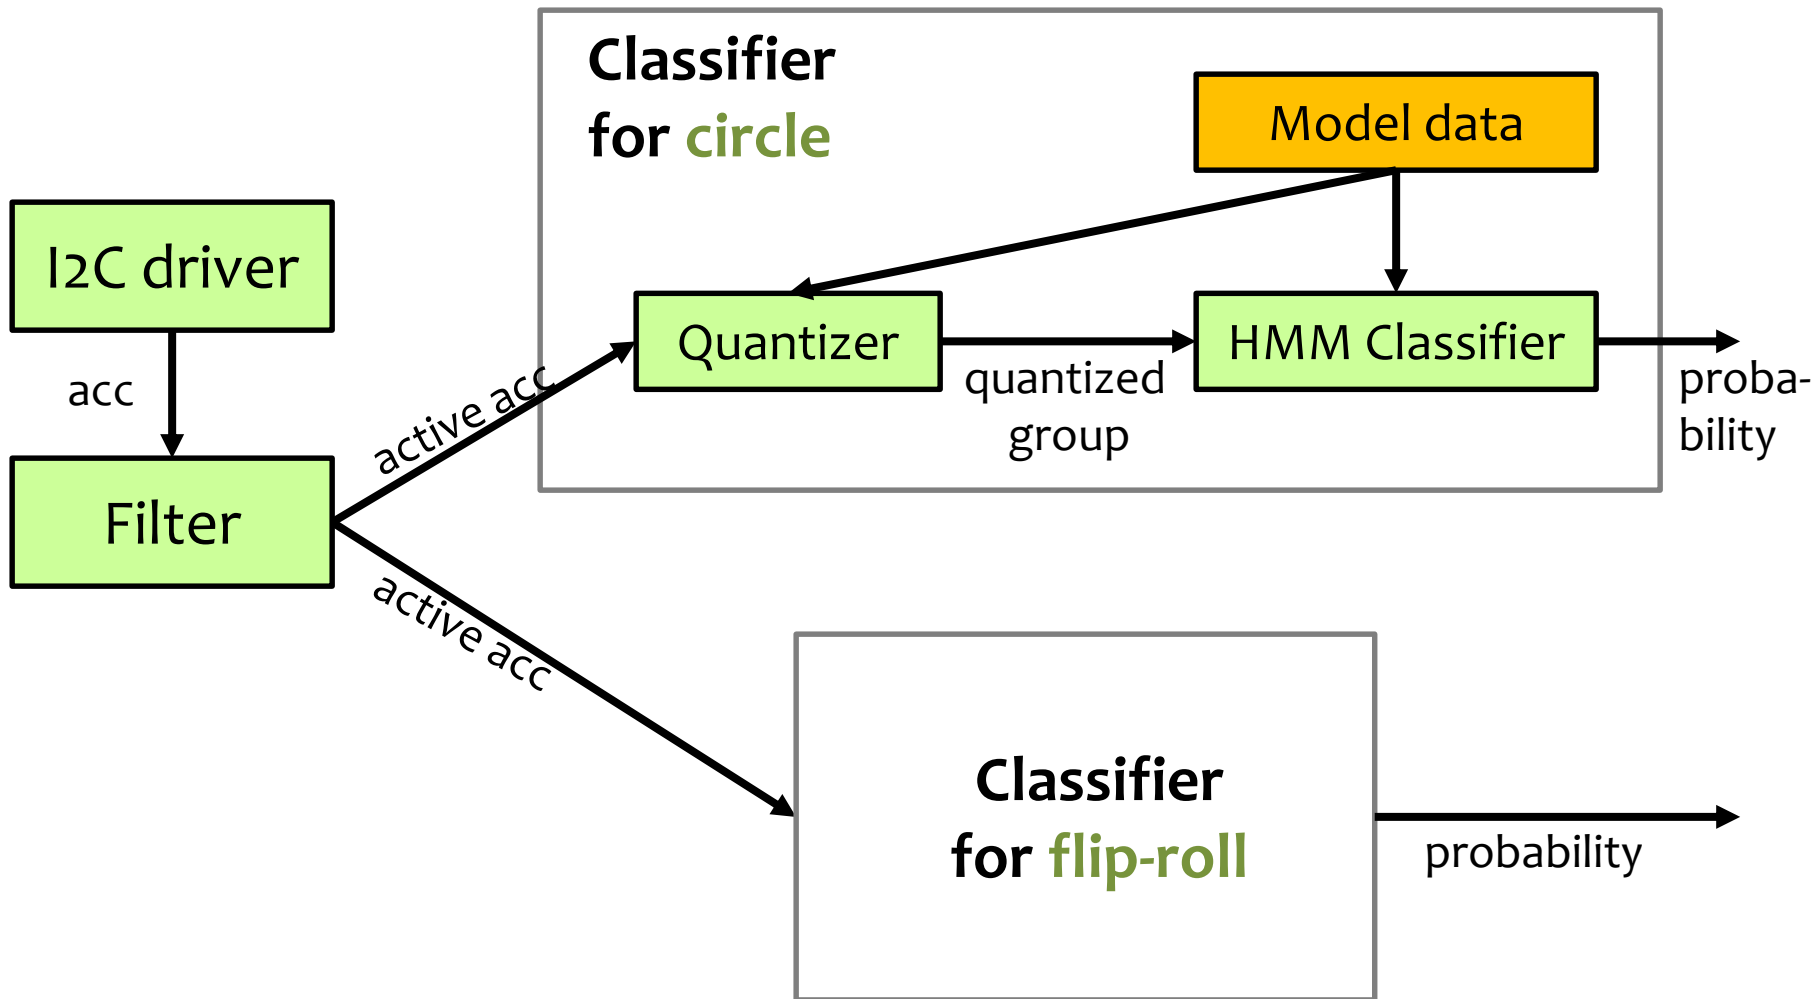 Classifier
for circle
Model data
I2C driver
Quantizer
HMM Classifier
acc
active acc
quantized
group
proba-
bility
Filter
active acc
Classifier
for flip-roll
probability